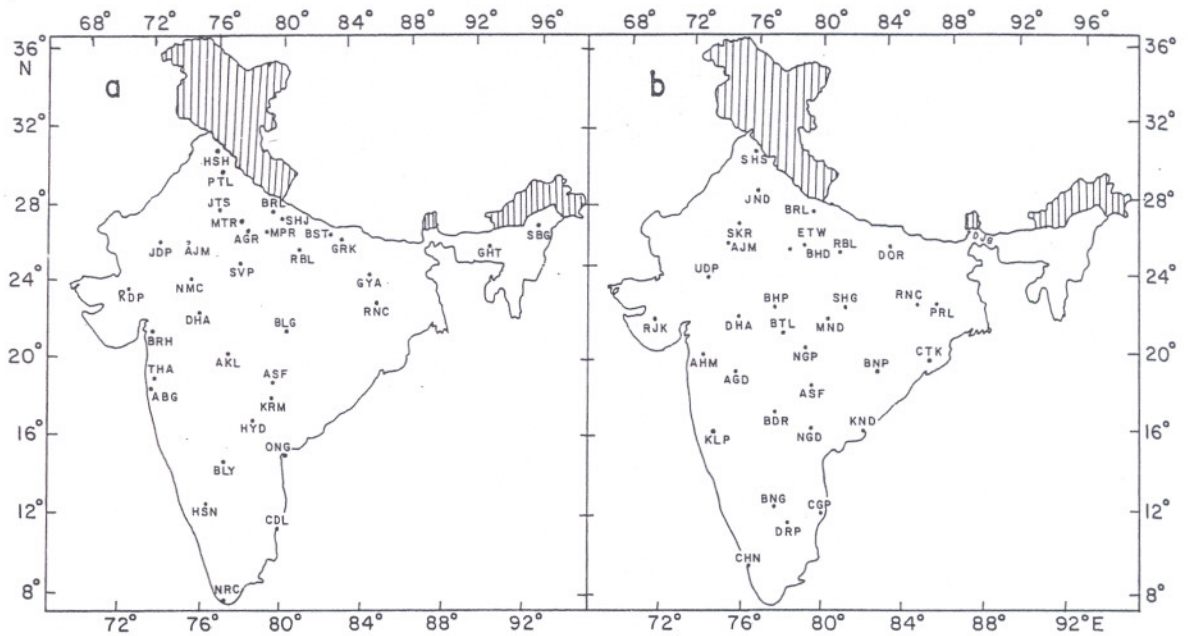 68° 72° 76° 80° 84° 88° 92° 96° 68° 72° 76° 80° 84° 88° 92° 96°
36° N a b 36°
32° 32°
28° 28°
24° 24°
20° 20°
16° 16°
12° 12°
8° 8°
72° 76° 80° 84° 88° 92° 72° 76° 80° 84° 88° 92°E
HSH
PTL
JTS
BRL
MTR
SHJ
AGR
MPR
BST
GRK
SBG
JDP
AJM
RBL
GHT
SVP
NMC
GYA
KDP
RNC
DHA
BLG
BRH
AKL
THA
ASF
ABG
KRM
HYD
ONG
BLY
HSN
CDL
NRC
SHS
JND
BRL
SKR
ETW
RBL
DJG
AJM
BHD
DOR
UDP
BHP
SHG
RNC
PRL
RJK
DHA
BTL
MND
AHM
NGP
CTK
AGD
BNP
ASF
BDR
KND
KLP
NGD
BNG
CGP
DRP
CHN